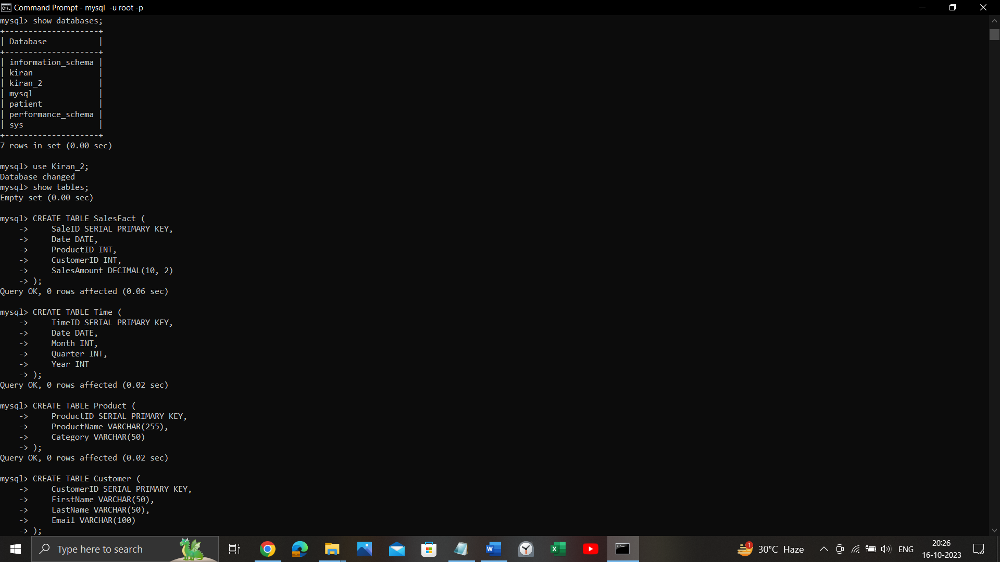 Command Prompt - mysql  -u root -p
mysql> show databases;
+--------------------+
| Database           |
+--------------------+
| information_schema |
| kiran              |
| kiran_2            |
| mysql              |
| patient            |
| performance_schema |
| sys                |
+--------------------+
7 rows in set (0.00 sec)

mysql> use Kiran_2;
Database changed
mysql> show tables;
Empty set (0.00 sec)

mysql> CREATE TABLE SalesFact (
    ->     SaleID SERIAL PRIMARY KEY,
    ->     Date DATE,
    ->     ProductID INT,
    ->     CustomerID INT,
    ->     SalesAmount DECIMAL(10, 2)
    -> );
Query OK, 0 rows affected (0.06 sec)

mysql> CREATE TABLE Time (
    ->     TimeID SERIAL PRIMARY KEY,
    ->     Date DATE,
    ->     Month INT,
    ->     Quarter INT,
    ->     Year INT
    -> );
Query OK, 0 rows affected (0.02 sec)

mysql> CREATE TABLE Product (
    ->     ProductID SERIAL PRIMARY KEY,
    ->     ProductName VARCHAR(255),
    ->     Category VARCHAR(50)
    -> );
Query OK, 0 rows affected (0.02 sec)

mysql> CREATE TABLE Customer (
    ->     CustomerID SERIAL PRIMARY KEY,
    ->     FirstName VARCHAR(50),
    ->     LastName VARCHAR(50),
    ->     Email VARCHAR(100)
    -> );
Type here to search
1
30°C  Haze
ENG
20:26
16-10-2023